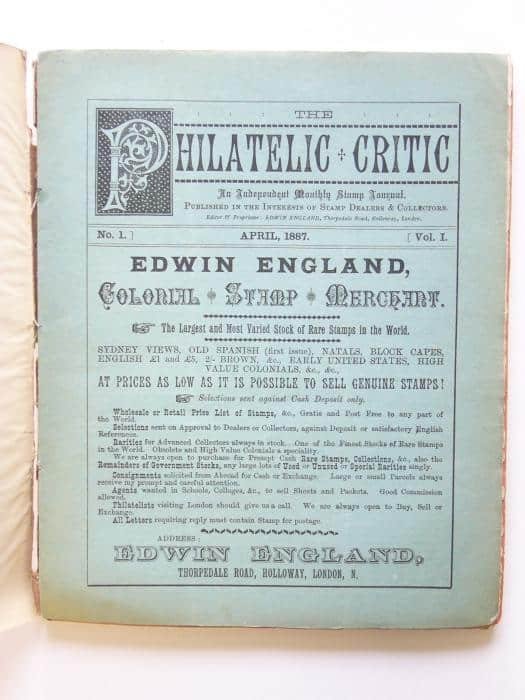 THE
PHILATELIC CRITIC
An Independent Monthly Stamp Journal.
PUBLISHED IN THE INTERESTS OF STAMP DEALERS & COLLECTORS.
Editor & Proprietor: EDWIN ENGLAND, Thorpedale Road, Holloway, London.
No. 1. ] APRIL, 1887. [ Vol. I.
EDWIN ENGLAND,
COLONIAL STAMP MERCHANT.
The Largest and Most Varied Stock of Rare Stamps in the World.
SYDNEY VIEWS, OLD SPANISH (first issue), NATALS, BLOCK CAPES,
ENGLISH £1 and £5, 2/- BROWN, &c., EARLY UNITED STATES, HIGH
VALUE COLONIALS, &c., &c.,
AT PRICES AS LOW AS IT IS POSSIBLE TO SELL GENUINE STAMPS!
Selections sent against Cash Deposit only.
Wholesale or Retail Price List of Stamps, &c., Gratis and Post Free to any part of
the World.
Selections sent on Approval to Dealers or Collectors, against Deposit or satisfactory English
References.
Rarities for Advanced Collectors always in stock. One of the Finest Stocks of Rare Stamps
in the World. Obsolete and High Value Colonials a speciality.
We are always open to purchase for Prompt Cash Rare Stamps, Collections, &c., also the
Remainders of Government Stocks, any large lots of Used or Unused or Special Rarities singly.
Consignments solicited from Abroad for Cash or Exchange. Large or small Parcels always
receive my prompt and careful attention.
Agents wanted in Schools, Colleges, &c., to sell Sheets and Packets. Good Commission
allowed.
Philatelists visiting London should give us a call. We are always open to Buy, Sell or
Exchange.
All Letters requiring reply must contain Stamp for postage.
ADDRESS:
EDWIN ENGLAND,
THORPEDALE ROAD, HOLLOWAY, LONDON, N.